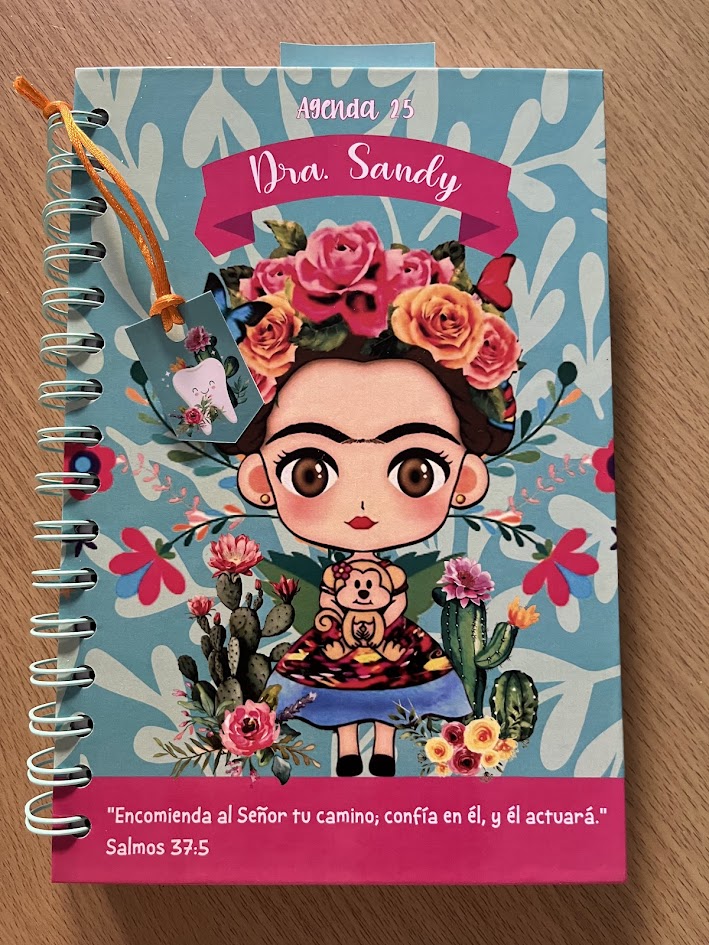 Agenda 25
Dra. Sandy
"Encomienda al Señor tu camino; confía en él, y él actuará."
Salmos 37:5